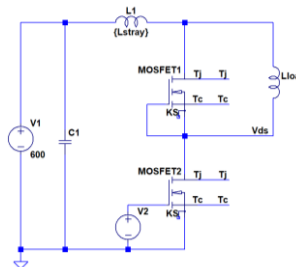 L1
{Lstray}
MOSFET1
Tj
Tj
Tc
Tc
KS
Vds
V1
600
C1
MOSFET2
Tj
Tj
Tc
Tc
KS
V2